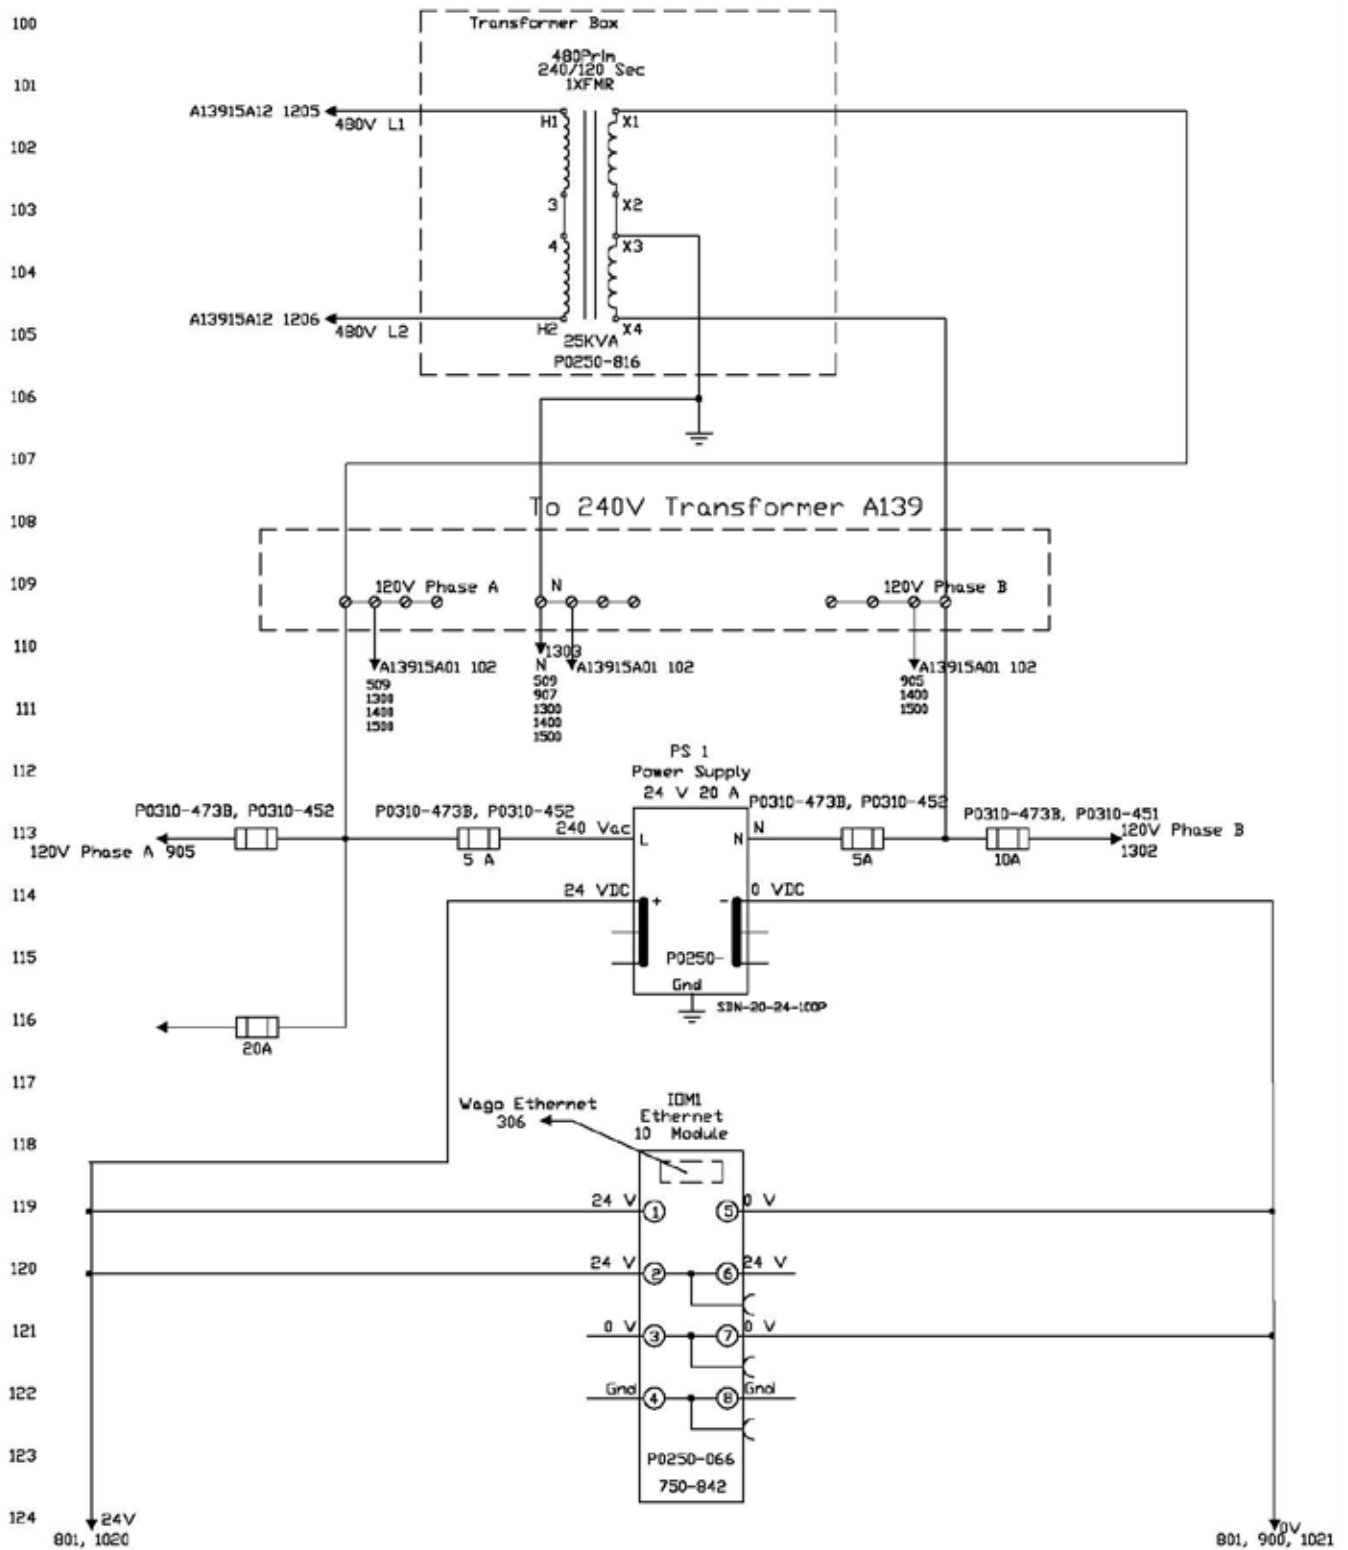 100
Transformer Box
480Prim
240/120 Sec
1XFMR
101
A13915A12 1205
480V L1
H1
X1
102
3
X2
103
4
X3
104
A13915A12 1206
480V L2
H2
X4
105
25KVA
P0250-816
106
107
To 240V Transformer A139
108
109
120V Phase A
N
120V Phase B
110
1303
A13915A01 102
N
A13915A01 102
A13915A01 102
509
1300
1400
1500
509
907
1300
1400
1500
905
1400
1500
111
PS 1
112
Power Supply
24 V 20 A
P0310-473B, P0310-452
P0310-473B, P0310-452
P0310-473B, P0310-452
P0310-473B, P0310-451
113
240 Vac
L
N
N
120V Phase B
1302
120V Phase A 905
5 A
5A
10A
114
24 VDC
+
-
0 VDC
115
P0250-
Gnd
SDN-20-24-100P
116
20A
117
Wago Ethernet
306
IOM1
Ethernet
10 Module
118
119
24 V
1
5
0 V
120
24 V
2
6
24 V
121
0 V
3
7
0 V
122
Gnd
4
8
Gnd
123
P0250-066
750-842
124
24V
801, 1020
0V
801, 900, 1021